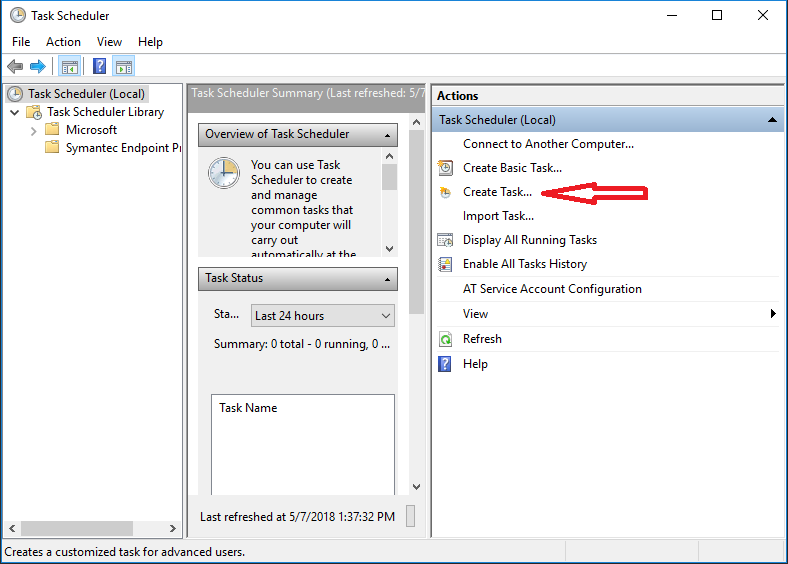 Task Scheduler
File Action View Help
Task Scheduler (Local)
Task Scheduler Library
Microsoft
Symantec Endpoint Pr
Task Scheduler Summary (Last refreshed: 5/7
Overview of Task Scheduler
You can use Task
Scheduler to create
and manage
common tasks that
your computer will
carry out
automatically at the
Task Status
Sta...
Last 24 hours
Summary: 0 total - 0 running, 0 ...
Task Name
Last refreshed at 5/7/2018 1:37:32 PM
Actions
Task Scheduler (Local)
Connect to Another Computer...
Create Basic Task...
Create Task...
Import Task...
Display All Running Tasks
Enable All Tasks History
AT Service Account Configuration
View
Refresh
Help
Creates a customized task for advanced users.